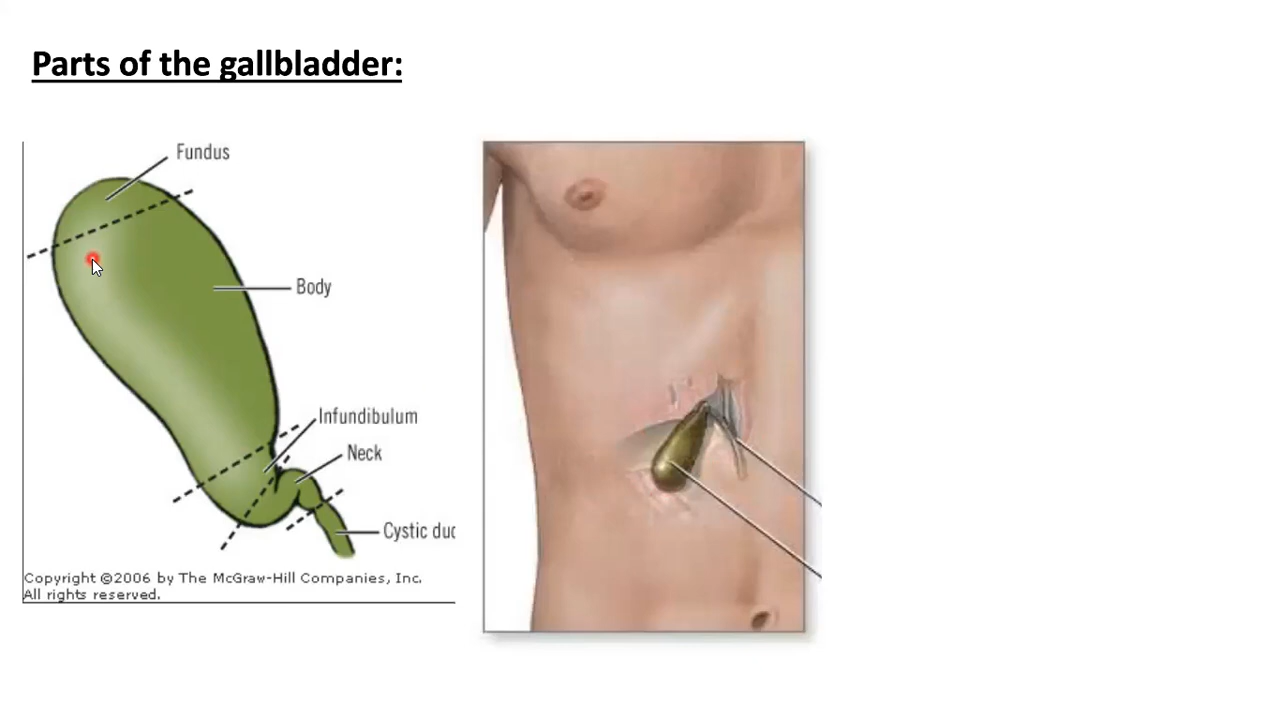 Parts of the gallbladder:
Fundus
Body
Infundibulum
Neck
Cystic duc
Copyright ©2006 by The McGraw-Hill Companies, Inc.
All rights reserved.